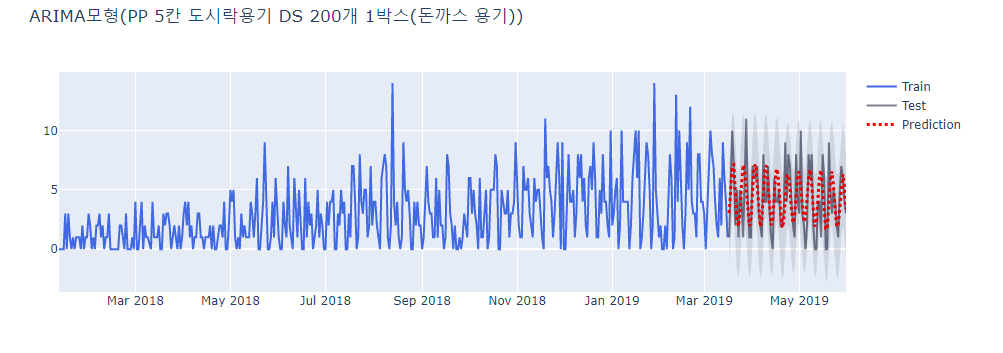 ARIMA모형(PP 5칸 도시락용기 DS 200개 1박스(돈까스 용기))
Train
Test
Prediction
10
5
0
Mar 2018
May 2018
Jul 2018
Sep 2018
Nov 2018
Jan 2019
Mar 2019
May 2019